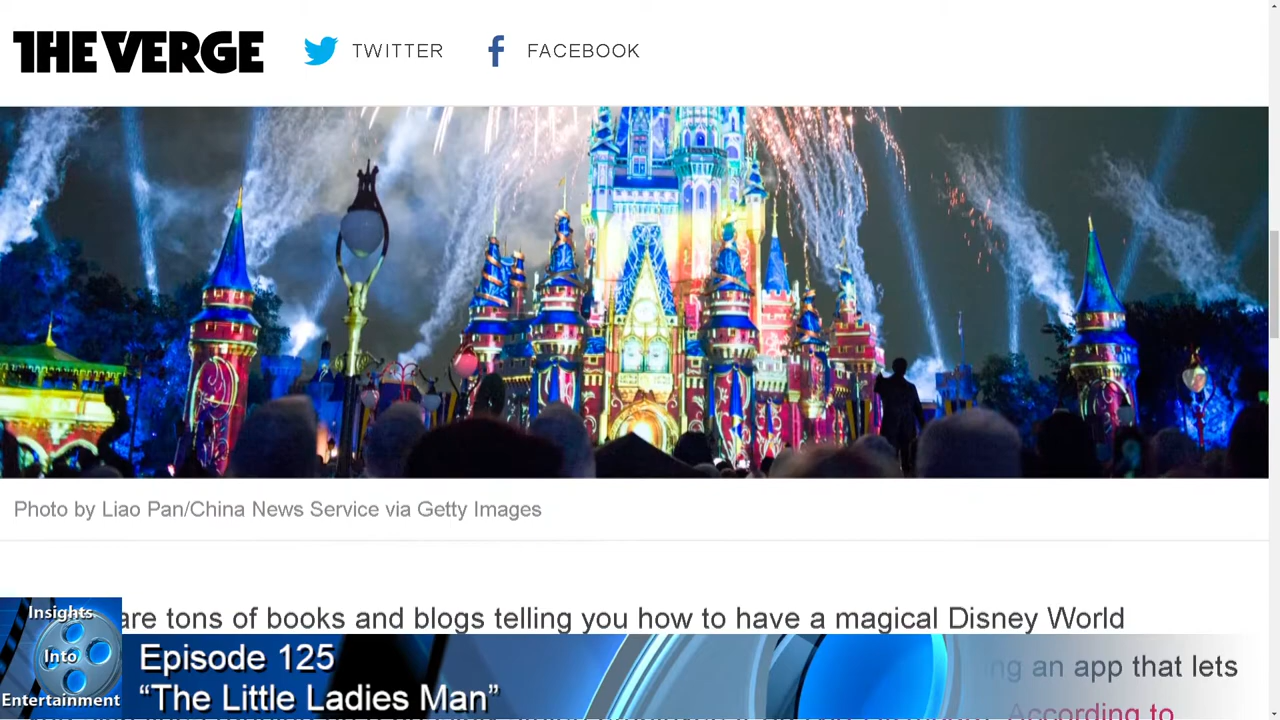 THE VERGE TWITTER FACEBOOK
Photo by Liao Pan/China News Service via Getty Images
are tons of books and blogs telling you how to have a magical Disney World
an app that lets
According to
Insights
Into
Entertainment
Episode 125
“The Little Ladies Man”